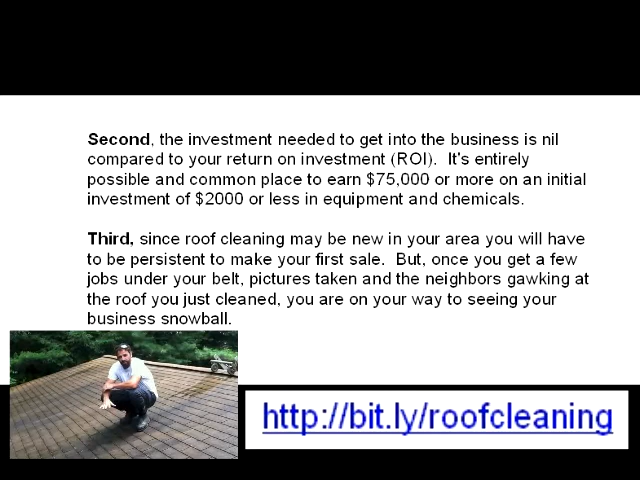 Second, the investment needed to get into the business is nil
compared to your return on investment (ROI).  It's entirely
possible and common place to earn $75,000 or more on an initial
investment of $2000 or less in equipment and chemicals.
Third, since roof cleaning may be new in your area you will have
to be persistent to make your first sale.  But, once you get a few
jobs under your belt, pictures taken and the neighbors gawking at
the roof you just cleaned, you are on your way to seeing your
business snowball.
http://bit.ly/roofcleaning